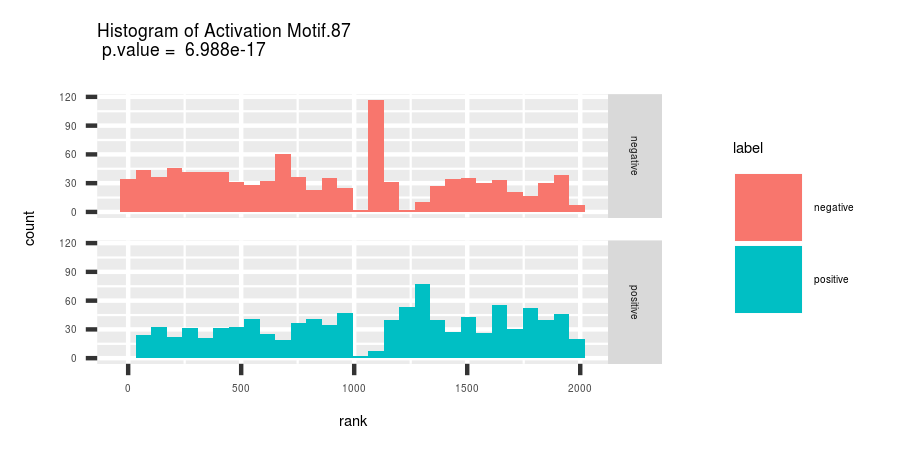 Histogram of Activation Motif.87
p.value = 6.988e-17
count
120
90
60
30
0
negative
120
90
60
30
0
positive
0 500 1000 1500 2000
rank
label
negative
positive